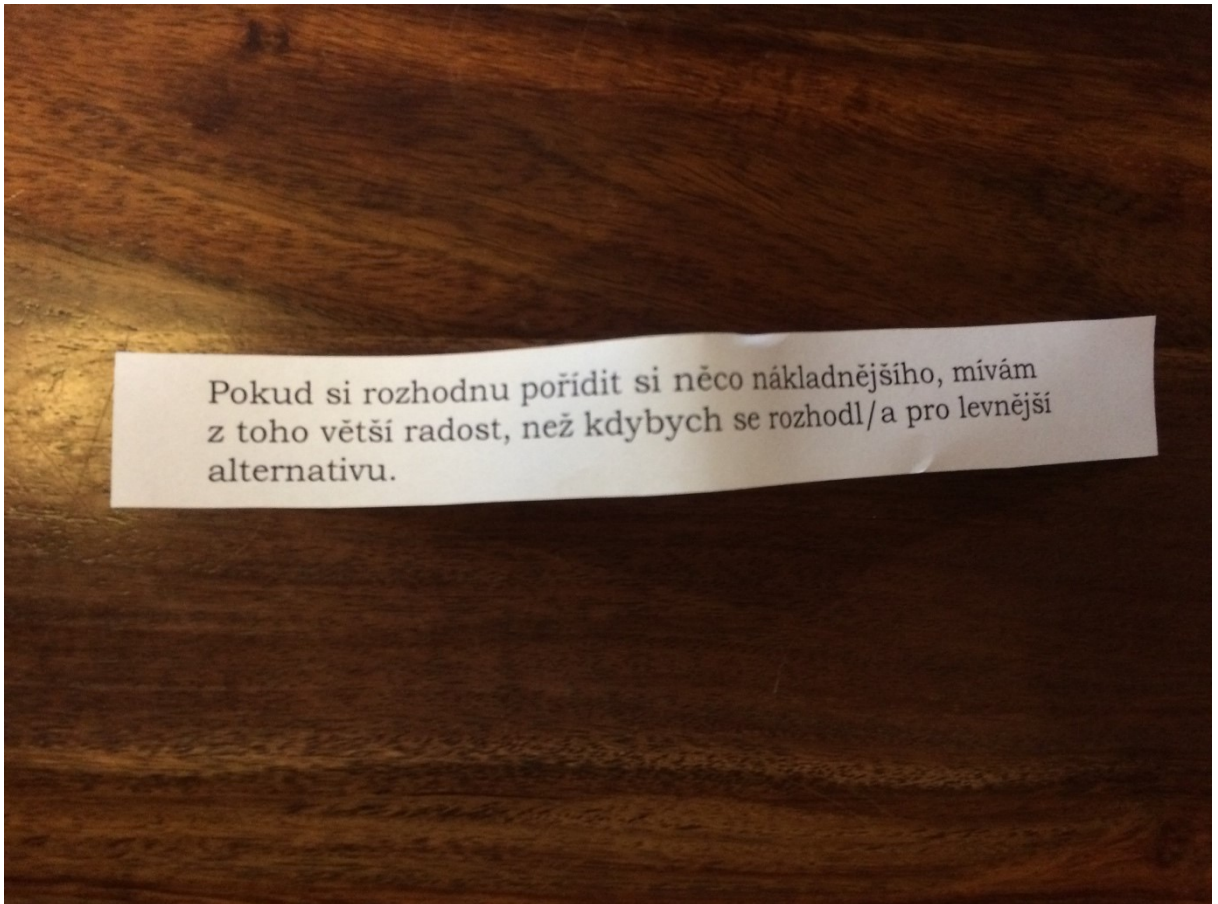 Pokud si rozhodnu pořídit si něco nákladnějšího, mívám
z toho větší radost, než kdybych se rozhodl/a pro levnější
alternativu.